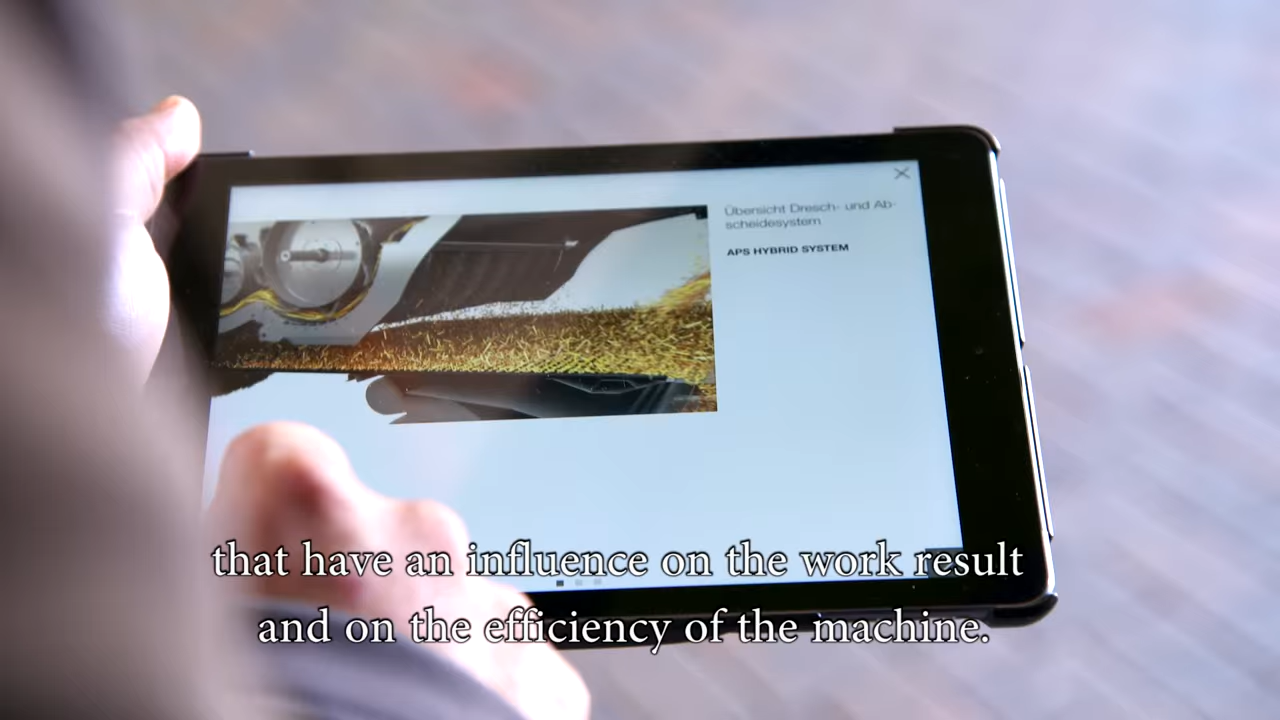 Übersicht Dresch- und Ab-
scheidesystem
APS HYBRID SYSTEM
that have an influence on the work result
and on the efficiency of the machine.